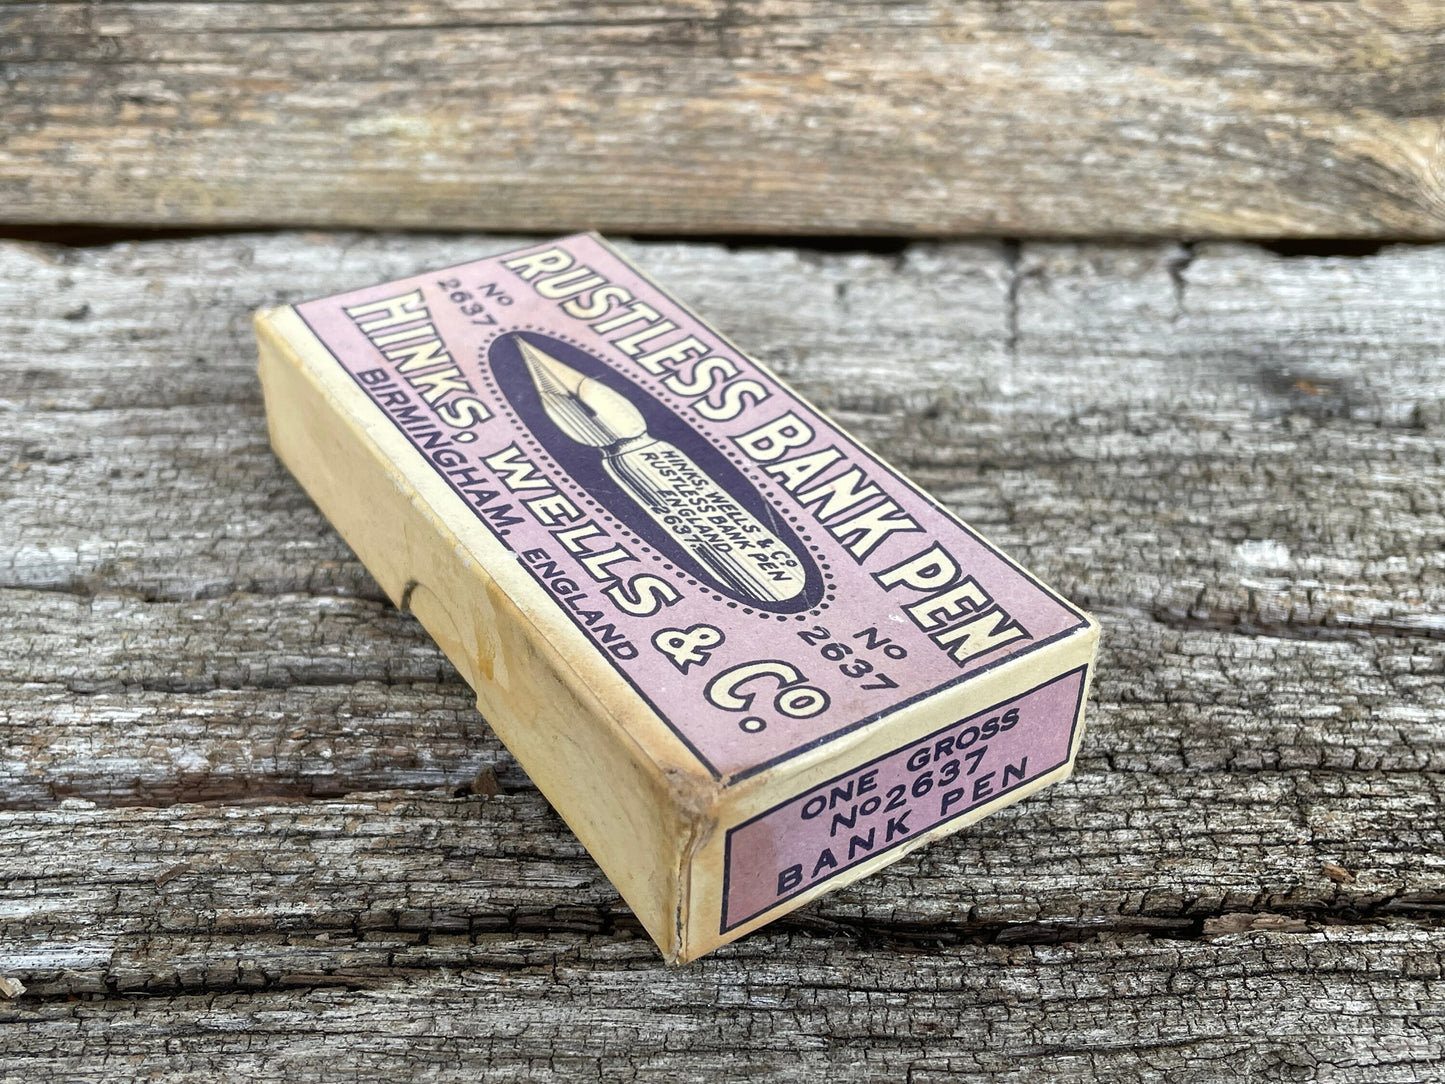 RUSTLESS BANK PEN
No
2637
HINKS, WELLS & Co
RUSTLESS BANK PEN
ENGLAND
2637.
No
2637
HINKS, WELLS & Co.
BIRMINGHAM, ENGLAND
ONE GROSS
No 2637
BANK PEN